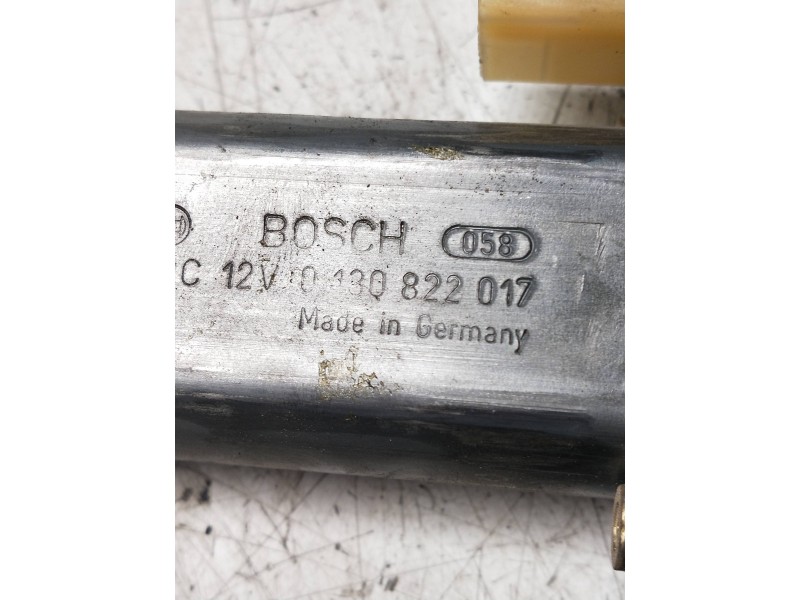 BOSCH 058
C 12V 0 130 822 017
Made in Germany